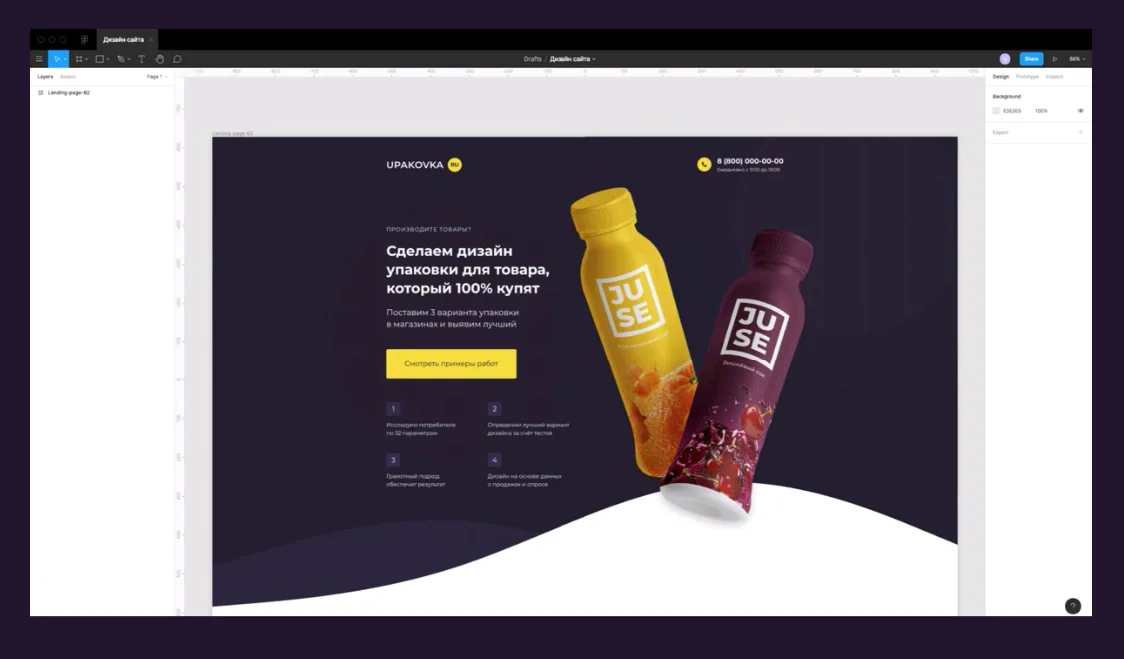 Дизайн сайта
Drafts / Дизайн сайта
Share
86%
Layers Assets Page 1
Landing-page-02
Design Prototype Inspect
Background
E5E5E5 100%
Export
Landing-page-02
UPAKOVKA RU
8 (800) 000-00-00
Ежедневно с 9:00 до 19:00
ПРОИЗВОДИТЕ ТОВАРЫ?
Сделаем дизайн
упаковки для товара,
который 100% купят
Поставим 3 варианта упаковки
в магазинах и выявим лучший
Смотреть примеры работ
1
Исследуем потребителя
по 32 параметрам
2
Определим лучший вариант
дизайна за счёт тестов
3
Грамотный подход
обеспечит результат
4
Дизайн на основе данных
о продажах и опросе
JU
SE
JU
SE
Вишнёвый сок
?